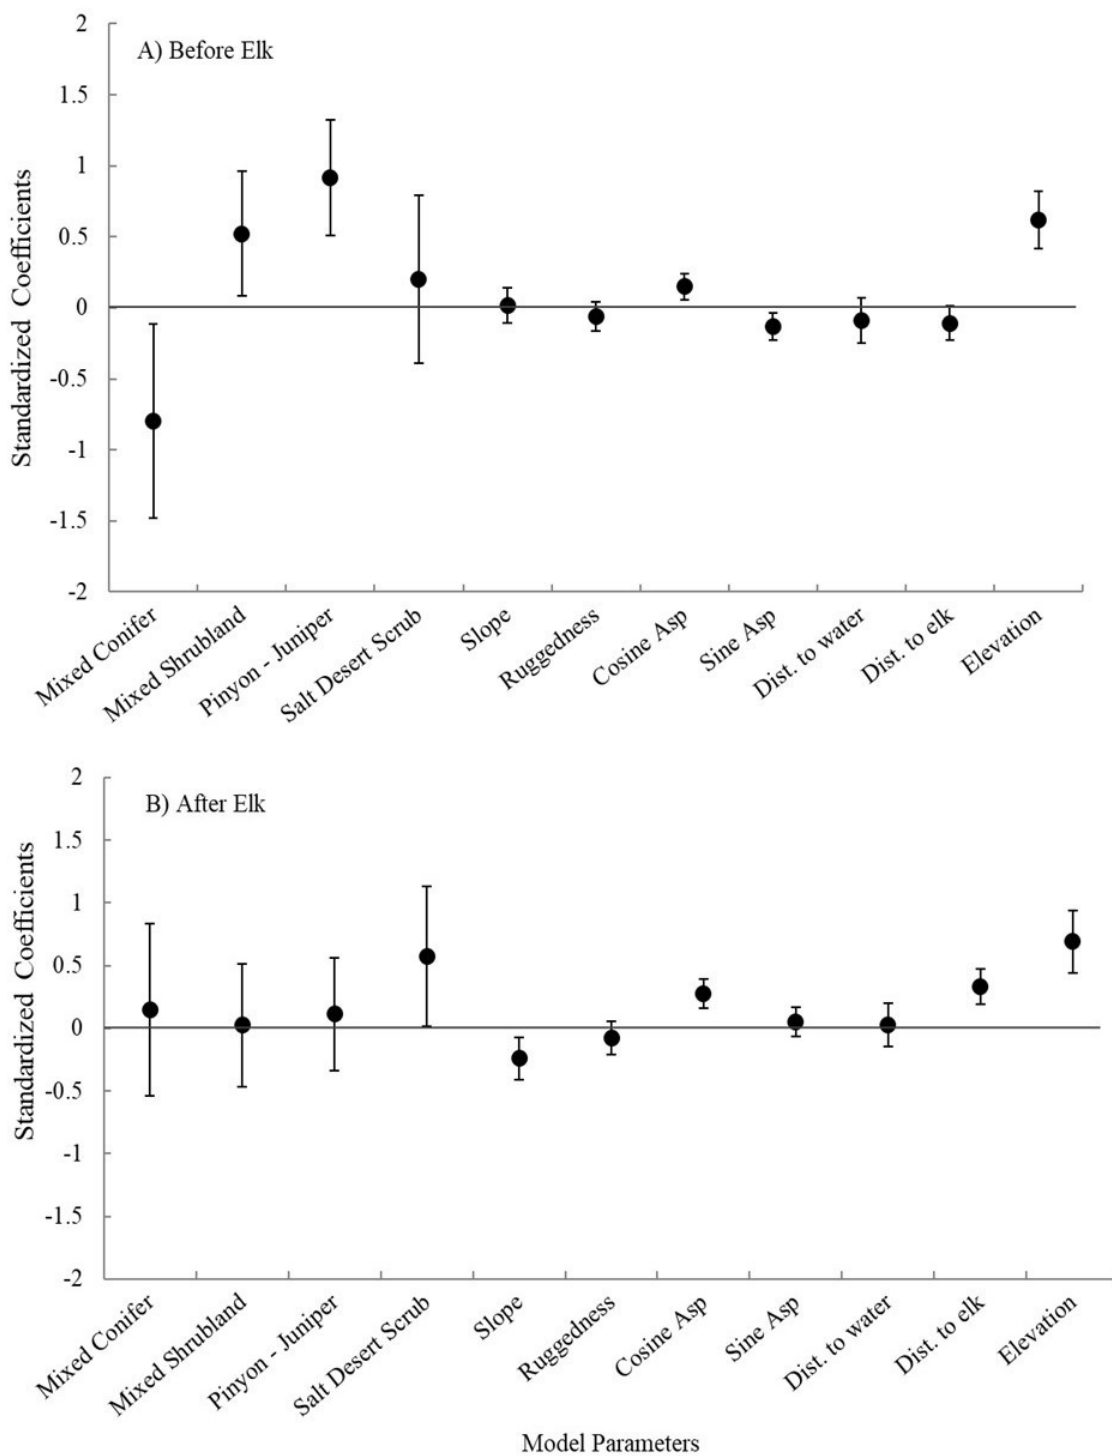 A) Before Elk
Standardized Coefficients
2
1.5
1
0.5
0
-0.5
-1
-1.5
-2
Mixed Conifer
Mixed Shrubland
Pinyon - Juniper
Salt Desert Scrub
Slope
Ruggedness
Cosine Asp
Sine Asp
Dist. to water
Dist. to elk
Elevation
B) After Elk
Standardized Coefficients
2
1.5
1
0.5
0
-0.5
-1
-1.5
-2
Mixed Conifer
Mixed Shrubland
Pinyon - Juniper
Salt Desert Scrub
Slope
Ruggedness
Cosine Asp
Sine Asp
Dist. to water
Dist. to elk
Elevation
Model Parameters